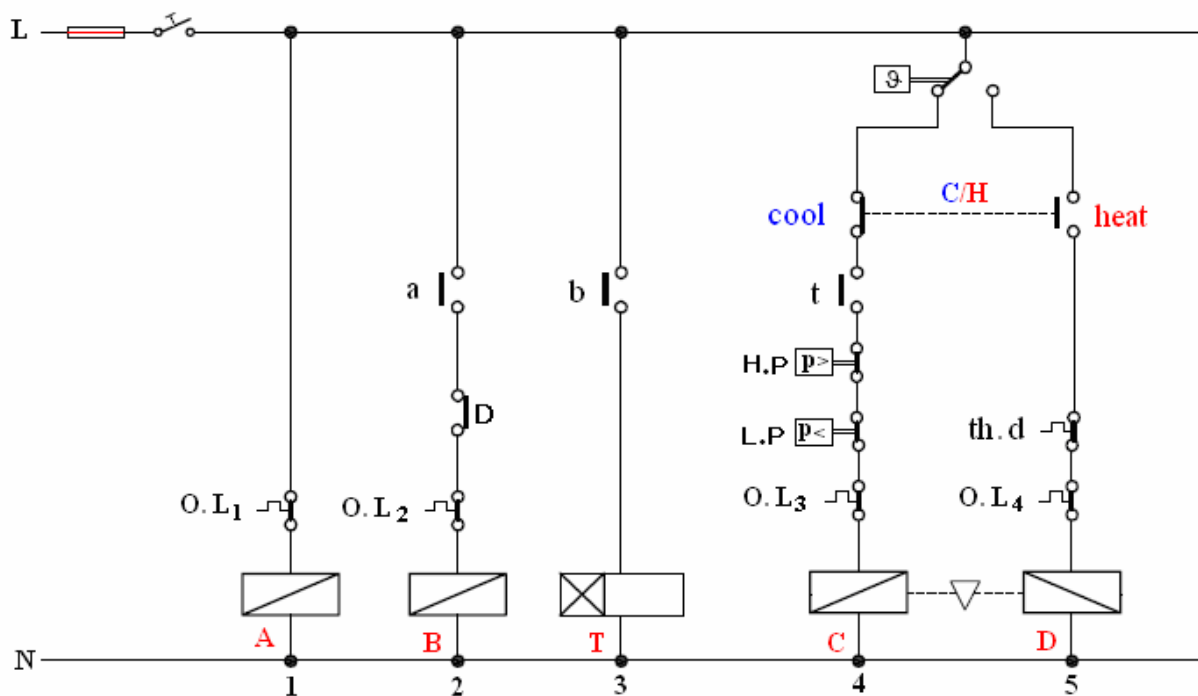 L
T
ϑ
C/H
cool
heat
a
b
t
H.P p>
D
L.P p<
th.d
O.L1
O.L2
O.L3
O.L4
A
B
T
C
D
N
1
2
3
4
5